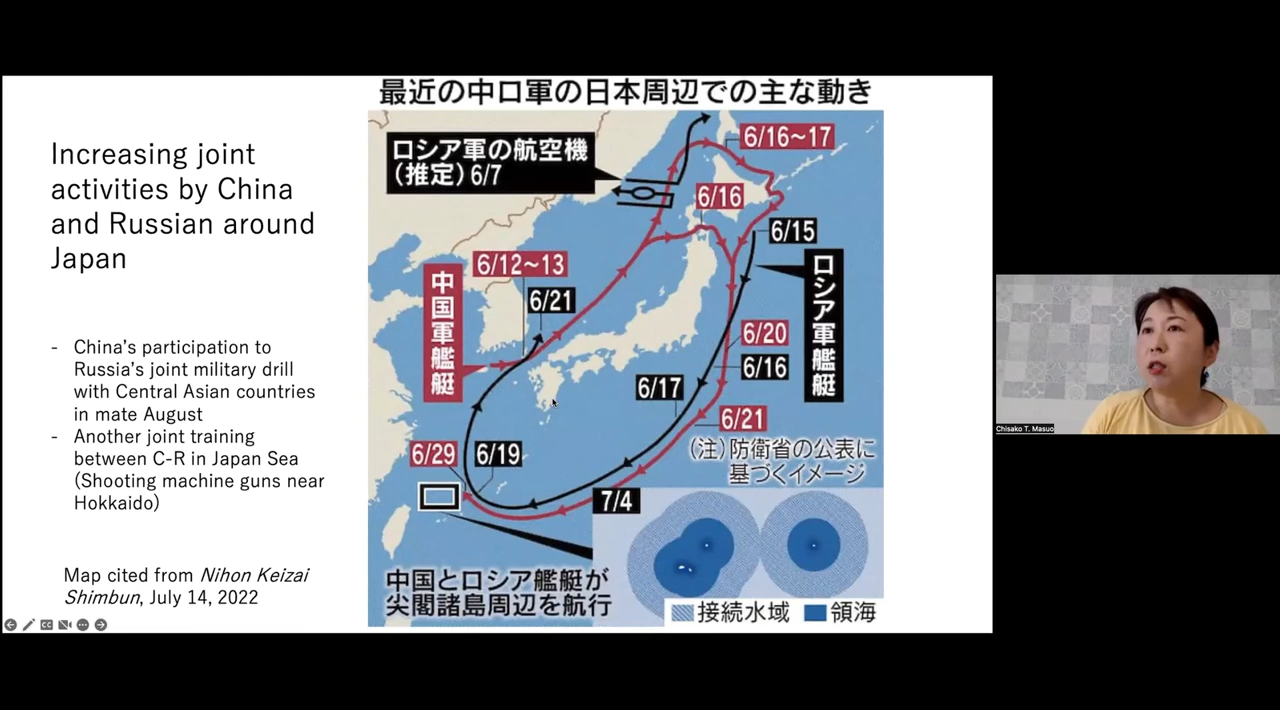 Increasing joint
activities by China
and Russian around
Japan
- China's participation to
Russia's joint military drill
with Central Asian countries
in mate August
- Another joint training
between C-R in Japan Sea
(Shooting machine guns near
Hokkaido)
Map cited from Nihon Keizai
Shimbun, July 14, 2022
最近の中ロ軍の日本周辺での主な動き
ロシア軍の航空機
(推定)6/7
6/16~17
6/16
6/15
6/12~13
6/21
中国軍艦艇
ロシア軍艦艇
6/20
6/16
6/17
6/21
(注)防衛省の公表に
基づくイメージ
6/29
6/19
7/4
中国とロシア艦艇が
尖閣諸島周辺を航行
接続水域
領海
CC
Chisako T. Masuo